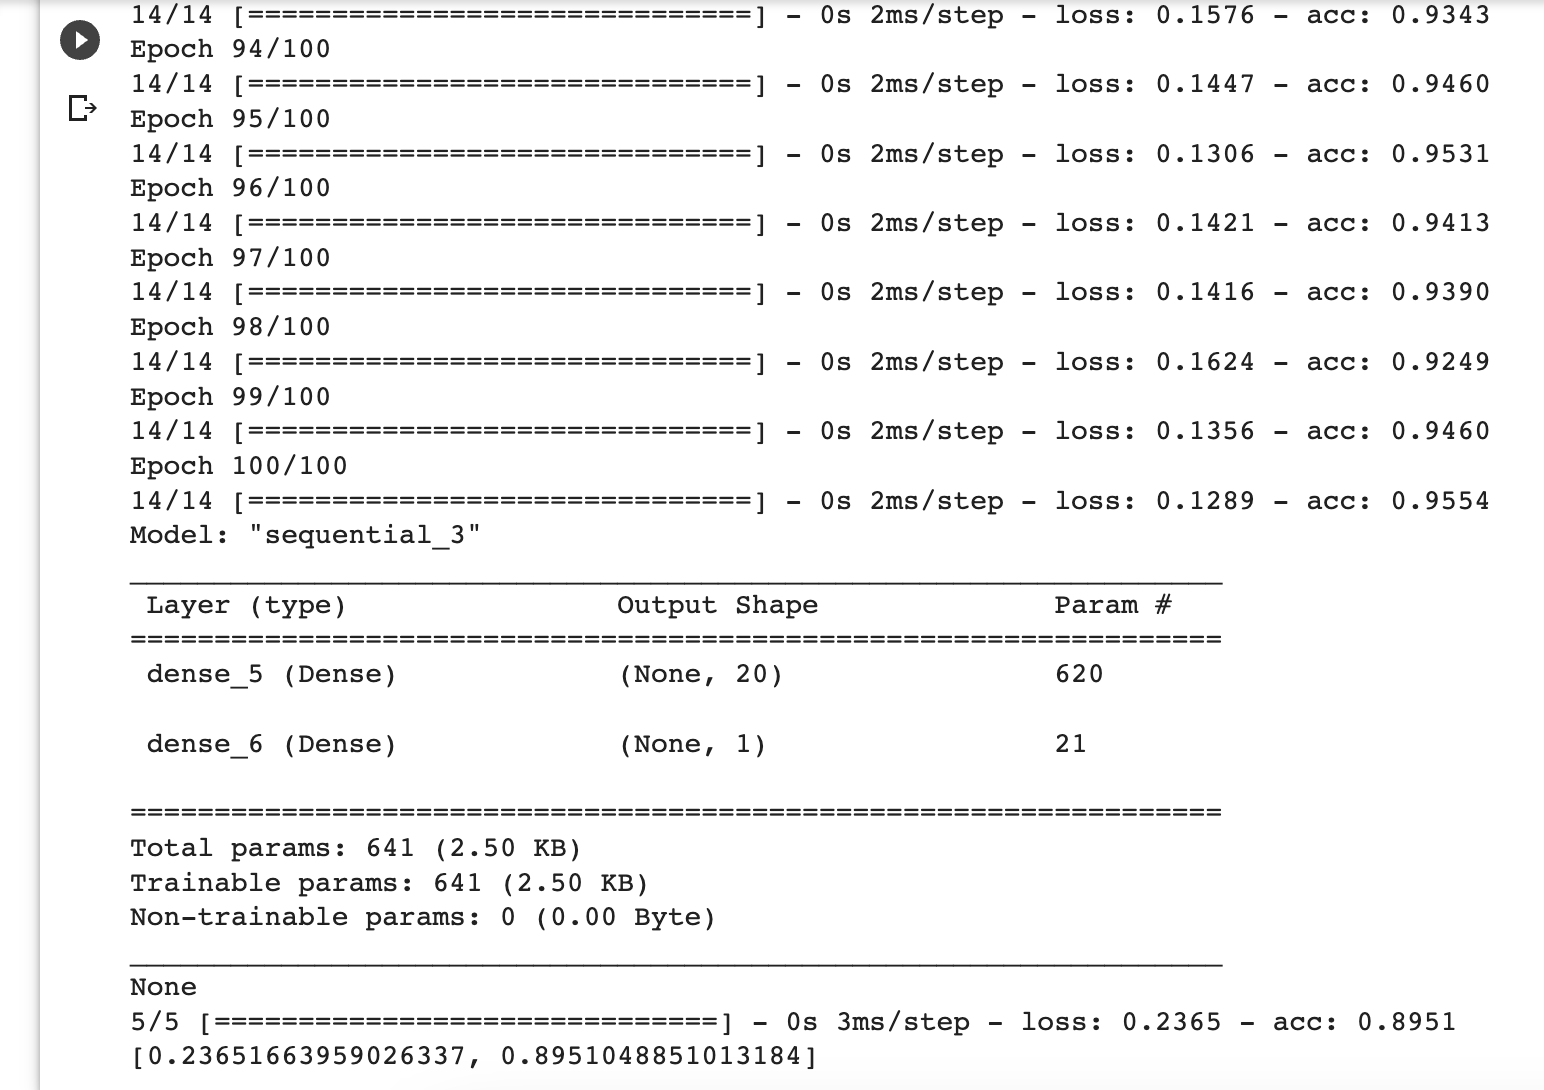 14/14 [==============================] - 0s 2ms/step - loss: 0.1576 - acc: 0.9343
Epoch 94/100
14/14 [==============================] - 0s 2ms/step - loss: 0.1447 - acc: 0.9460
Epoch 95/100
14/14 [==============================] - 0s 2ms/step - loss: 0.1306 - acc: 0.9531
Epoch 96/100
14/14 [==============================] - 0s 2ms/step - loss: 0.1421 - acc: 0.9413
Epoch 97/100
14/14 [==============================] - 0s 2ms/step - loss: 0.1416 - acc: 0.9390
Epoch 98/100
14/14 [==============================] - 0s 2ms/step - loss: 0.1624 - acc: 0.9249
Epoch 99/100
14/14 [==============================] - 0s 2ms/step - loss: 0.1356 - acc: 0.9460
Epoch 100/100
14/14 [==============================] - 0s 2ms/step - loss: 0.1289 - acc: 0.9554
Model: "sequential_3"
_________________________________________________________________
Layer (type) Output Shape Param #
=================================================================
dense_5 (Dense) (None, 20) 620
dense_6 (Dense) (None, 1) 21
=================================================================
Total params: 641 (2.50 KB)
Trainable params: 641 (2.50 KB)
Non-trainable params: 0 (0.00 Byte)
_________________________________________________________________
None
5/5 [==============================] - 0s 3ms/step - loss: 0.2365 - acc: 0.8951
[0.23651663959026337, 0.8951048851013184]